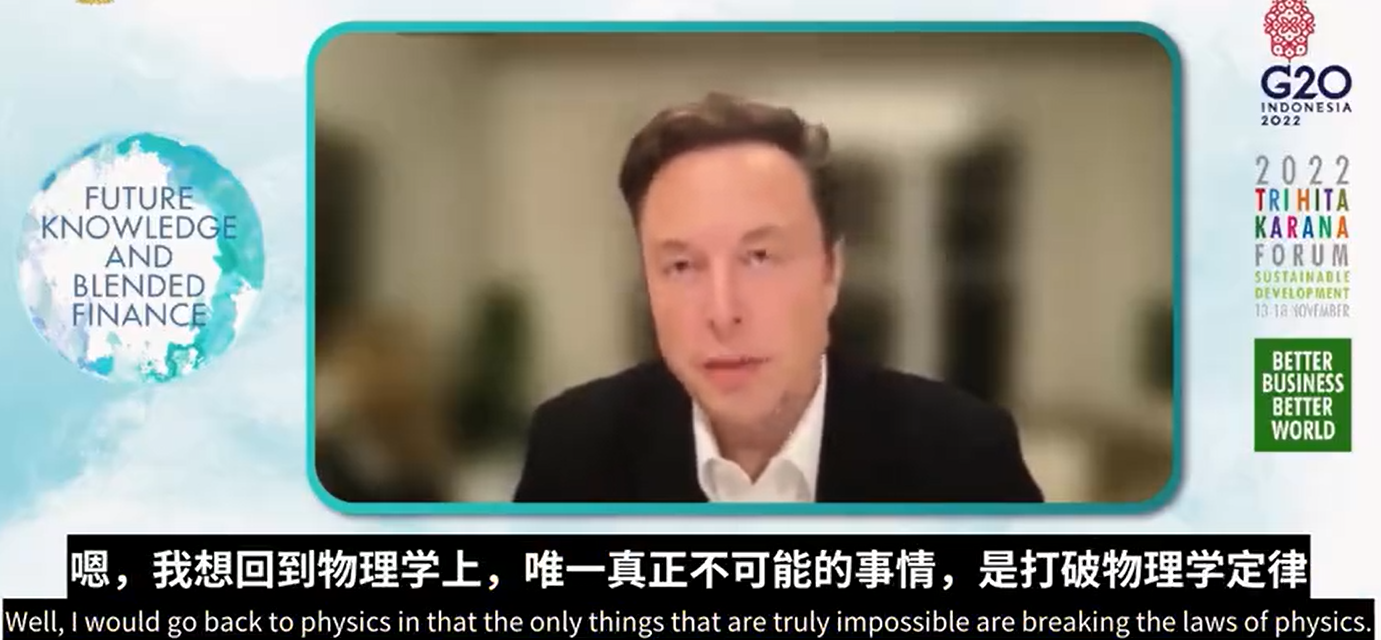 FUTURE
KNOWLEDGE
AND
BLENDED
FINANCE
G20
INDONESIA
2022
2022
TRI HITA
KARANA
FORUM
SUSTAINABLE
DEVELOPMENT
13-18 NOVEMBER
BETTER
BUSINESS
BETTER
WORLD
嗯，我想回到物理学上，唯一真正不可能的事情，是打破物理学定律
Well, I would go back to physics in that the only things that are truly impossible are breaking the laws of physics.